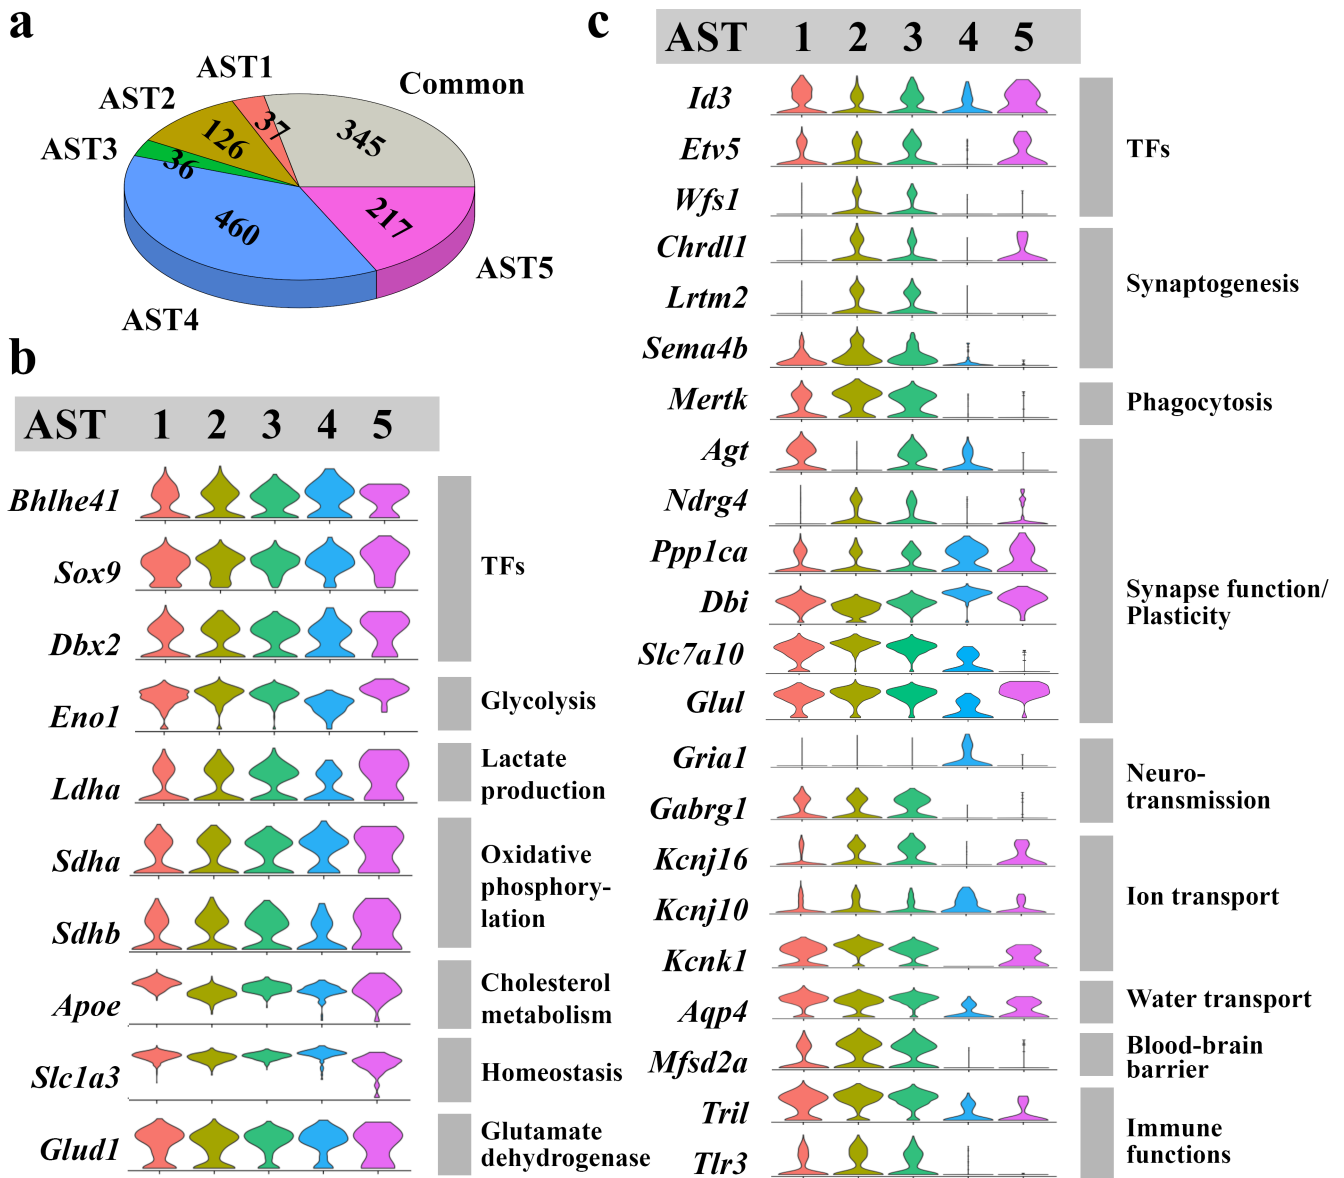 a
AST1
AST2
AST3
Common
37
126
36
345
460
217
AST5
AST4
b
AST 1 2 3 4 5
Bhlhe41
Sox9
Dbx2
TFs
Eno1
Glycolysis
Ldha
Lactate
production
Sdha
Sdhb
Oxidative
phosphory-
lation
Apoe
Cholesterol
metabolism
Slc1a3
Homeostasis
Glud1
Glutamate
dehydrogenase
c
AST 1 2 3 4 5
Id3
Etv5
Wfs1
TFs
Chrdl1
Lrtm2
Sema4b
Synaptogenesis
Mertk
Phagocytosis
Agt
Ndrg4
Ppp1ca
Dbi
Slc7a10
Glul
Synapse function/
Plasticity
Gria1
Gabrg1
Neuro-
transmission
Kcnj16
Kcnj10
Kcnk1
Ion transport
Aqp4
Water transport
Mfsd2a
Blood-brain
barrier
Tril
Tlr3
Immune
functions